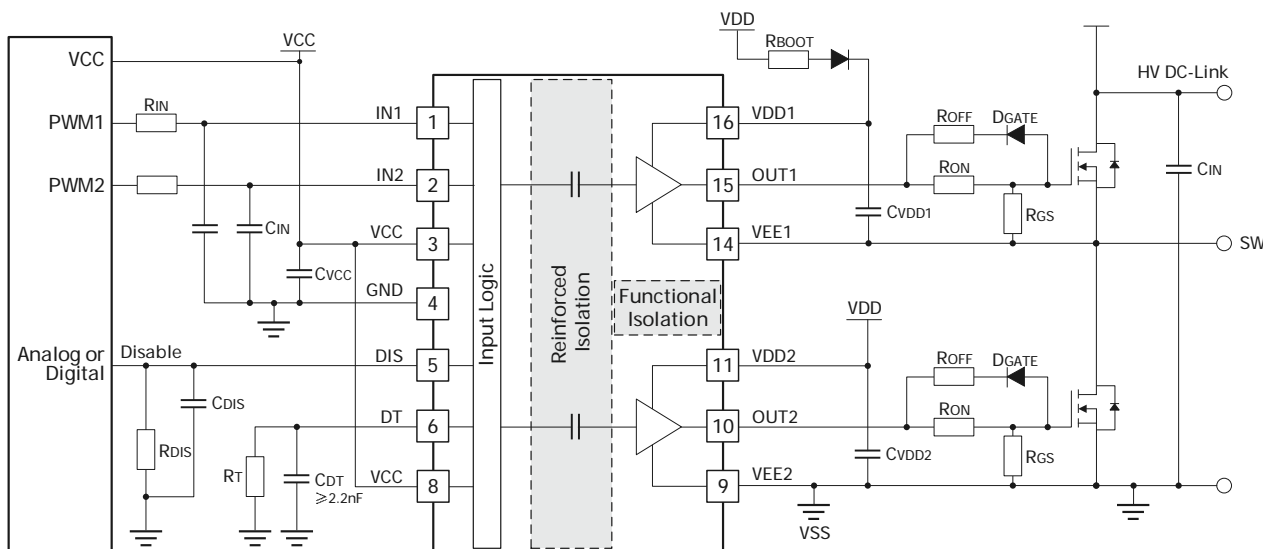 VCC
PWM1
PWM2
Analog or
Digital
RIN
VCC
CIN
CVCC
Disable
CDIS
RDIS
RT
CDT
≥2.2nF
IN1
IN2
VCC
GND
DIS
DT
VCC
1
2
3
4
5
6
8
Input Logic
Reinforced
Isolation
Functional
Isolation
16
15
14
11
10
9
VDD1
OUT1
VEE1
VDD2
OUT2
VEE2
VDD
RBOOT
CVDD1
ROFF
DGATE
RON
RGS
HV DC-Link
CIN
SW
VDD
CVDD2
ROFF
DGATE
RON
RGS
VSS